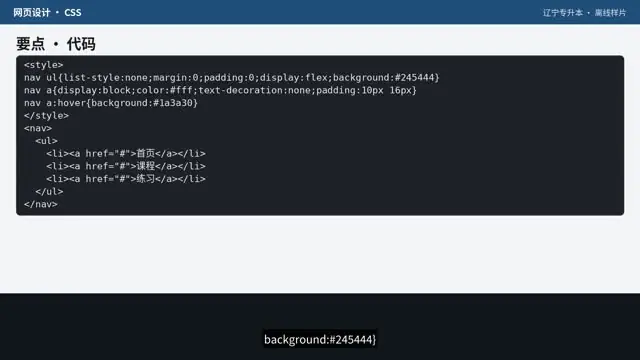 网页设计 · CSS
辽宁专升本 · 离线样片
要点 · 代码
<style>
nav ul{list-style:none;margin:0;padding:0;display:flex;background:#245444}
nav a{display:block;color:#fff;text-decoration:none;padding:10px 16px}
nav a:hover{background:#1a3a30}
</style>
<nav>
  <ul>
    <li><a href="#">首页</a></li>
    <li><a href="#">课程</a></li>
    <li><a href="#">练习</a></li>
  </ul>
</nav>
background:#245444}